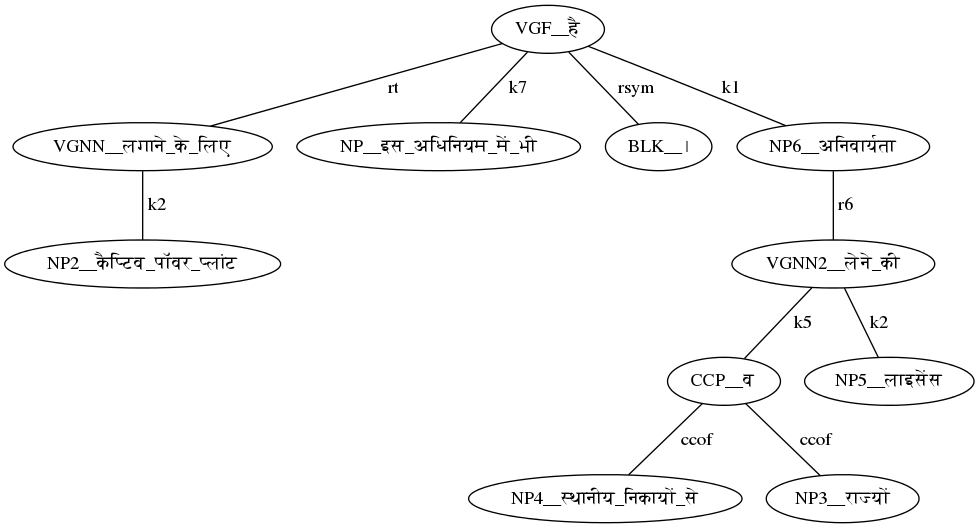 VGF__है
rt
k7
rsym
k1
VGNN__लगाने_के_लिए
NP__इस_अधिनियम_में_भी
BLK__।
NP6__अनिवार्यता
k2
r6
NP2__कैप्टिव_पॉवर_प्लांट
VGNN2__लेने_की
k5
k2
CCP__व
NP5__लाइसेंस
ccof
ccof
NP4__स्थानीय_निकायों_से
NP3__राज्यों